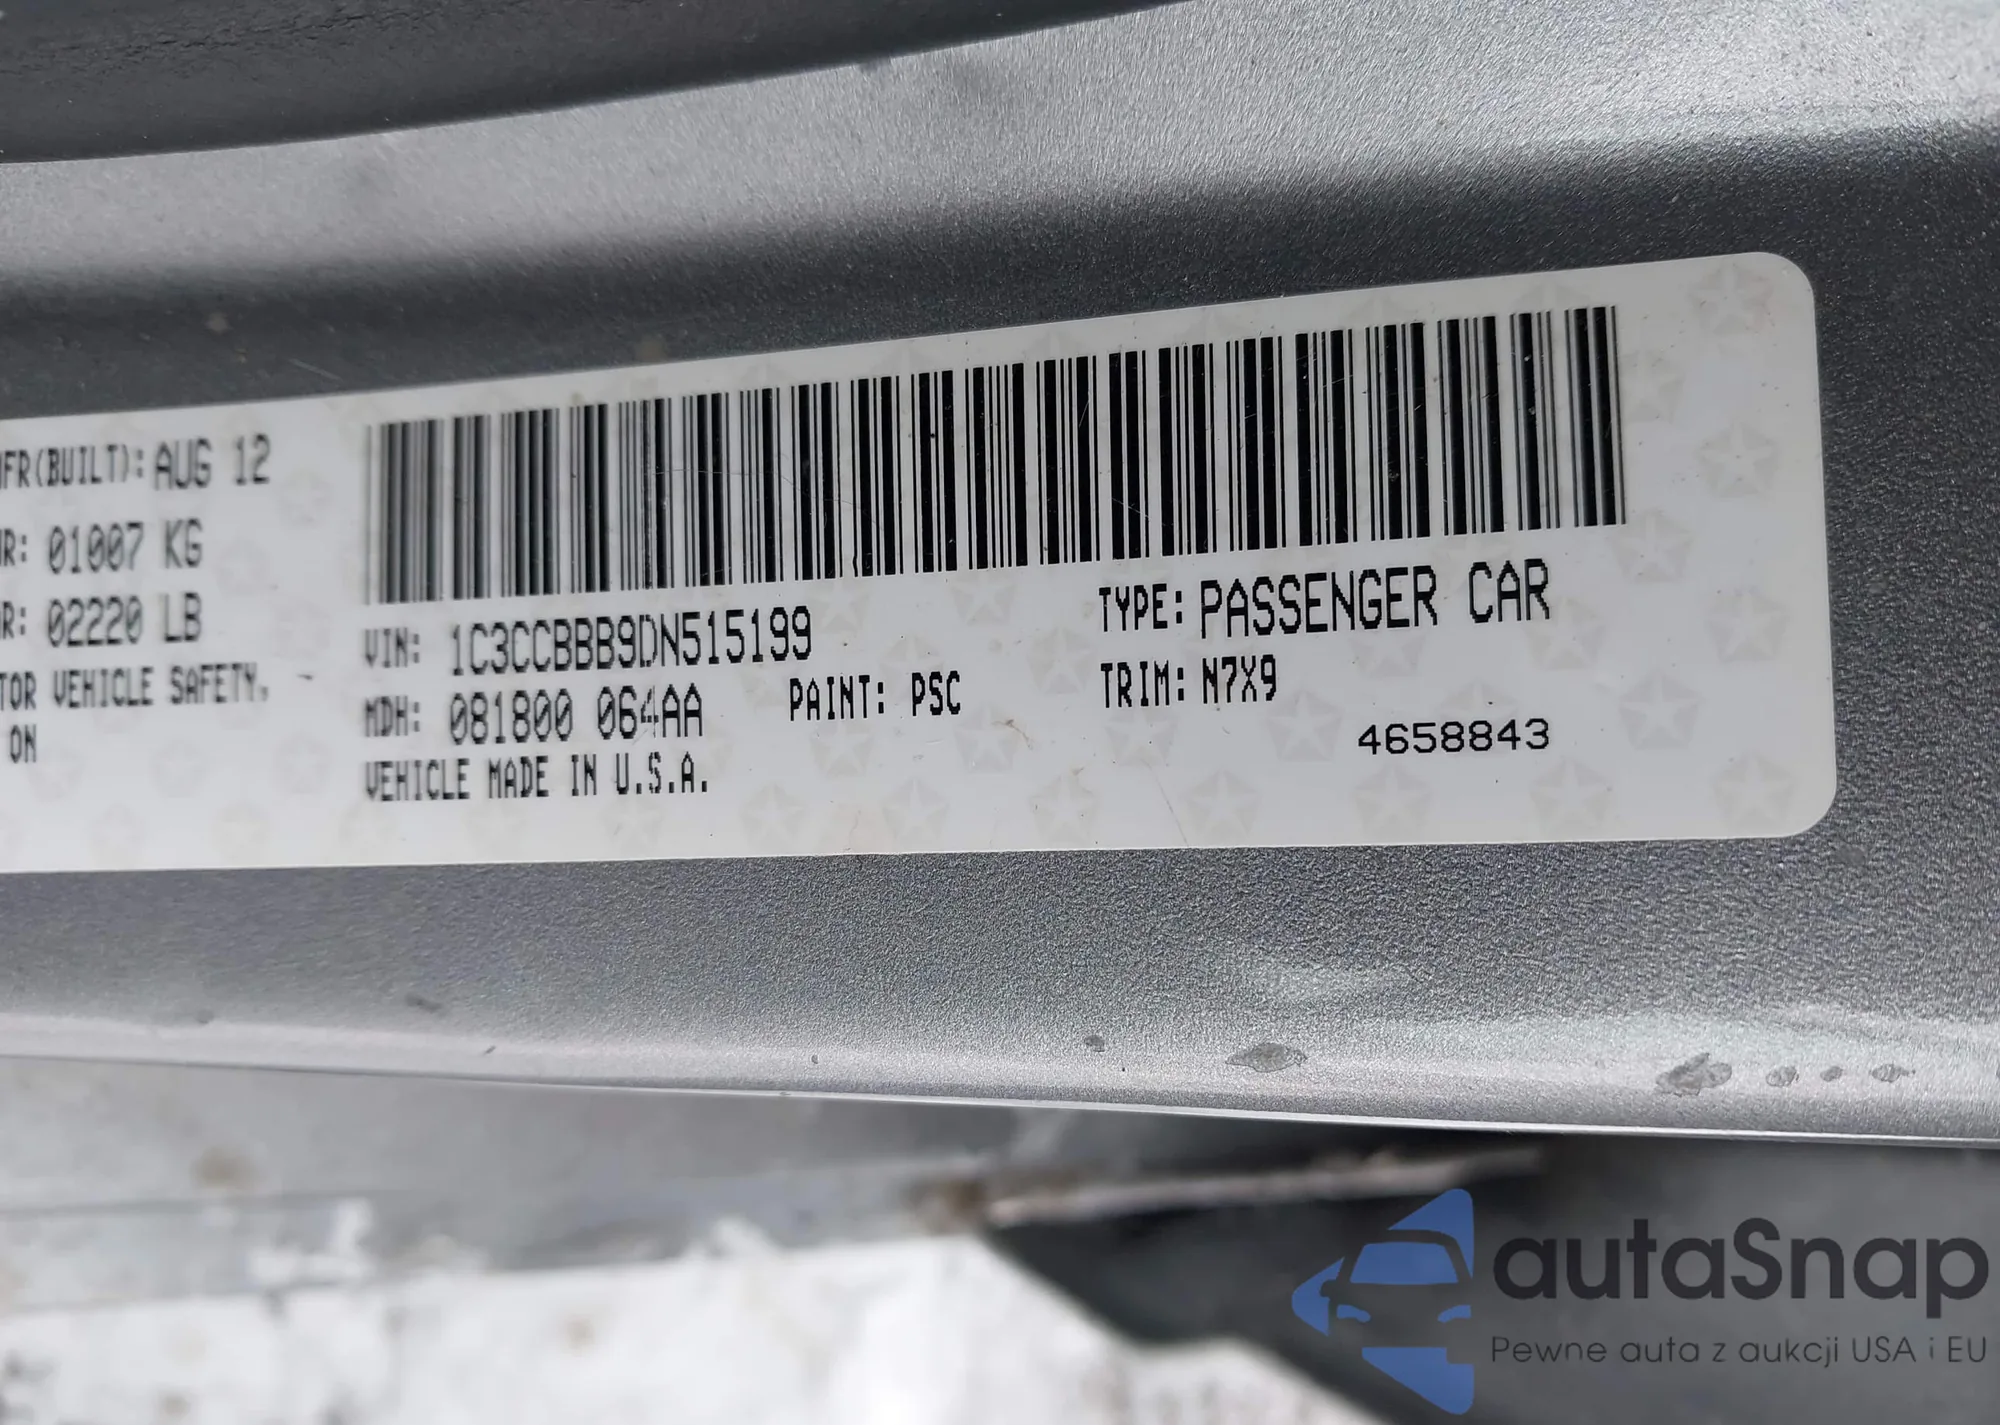 MFR(BUILT): AUG 12
R: 01007 KG
R: 02220 LB
TOR VEHICLE SAFETY,
ON
VIN: 1C3CCBBB9DN515199
MDH: 081800 064AA
PAINT: PSC
VEHICLE MADE IN U.S.A.
TYPE: PASSENGER CAR
TRIM: N7X9
4658843
autaSnap
Pewne auta z aukcji USA i EU